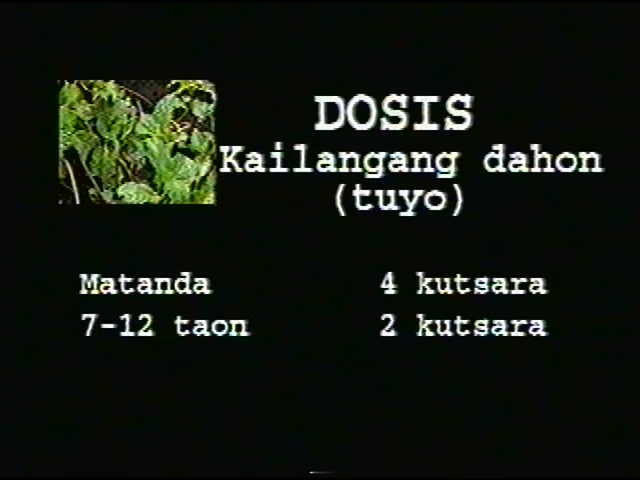 DOSIS
Kailangang dahon
(tuyo)
Matanda 4 kutsara
7-12 taon 2 kutsara